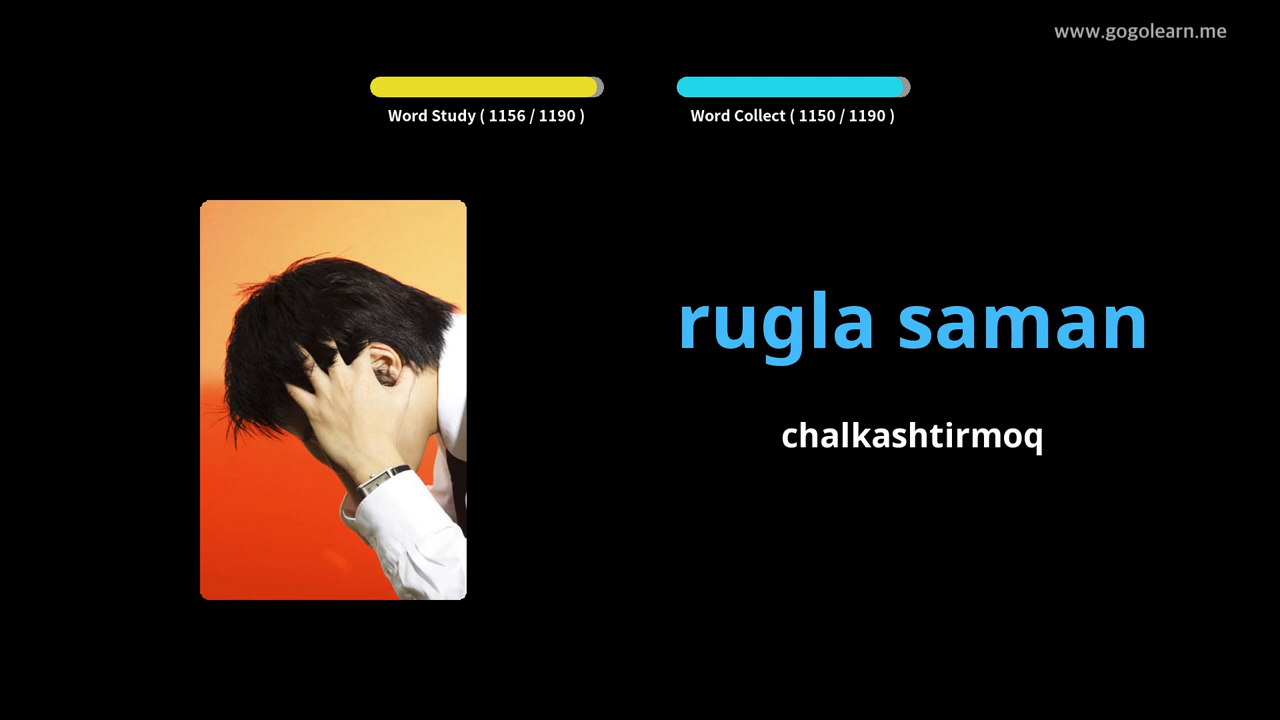 www.gogolearn.me
Word Study ( 1156 / 1190 )
Word Collect ( 1150 / 1190 )
rugla saman
chalkashtirmoq